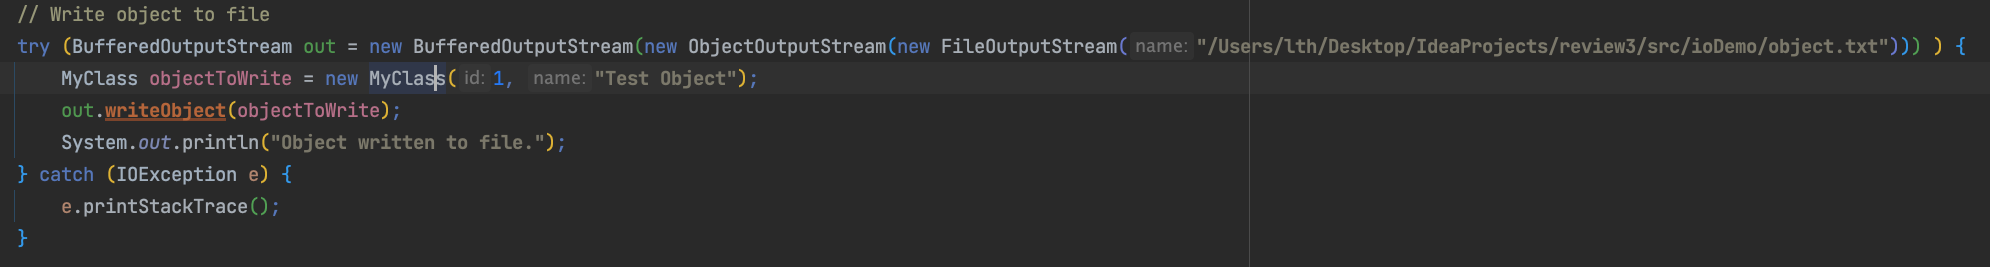 // Write object to file
try (BufferedOutputStream out = new BufferedOutputStream(new ObjectOutputStream(new FileOutputStream( name: "/Users/lth/Desktop/IdeaProjects/review3/src/ioDemo/object.txt"))) ) {
    MyClass objectToWrite = new MyClass( id: 1,  name: "Test Object");
    out.writeObject(objectToWrite);
    System.out.println("Object written to file.");
} catch (IOException e) {
    e.printStackTrace();
}